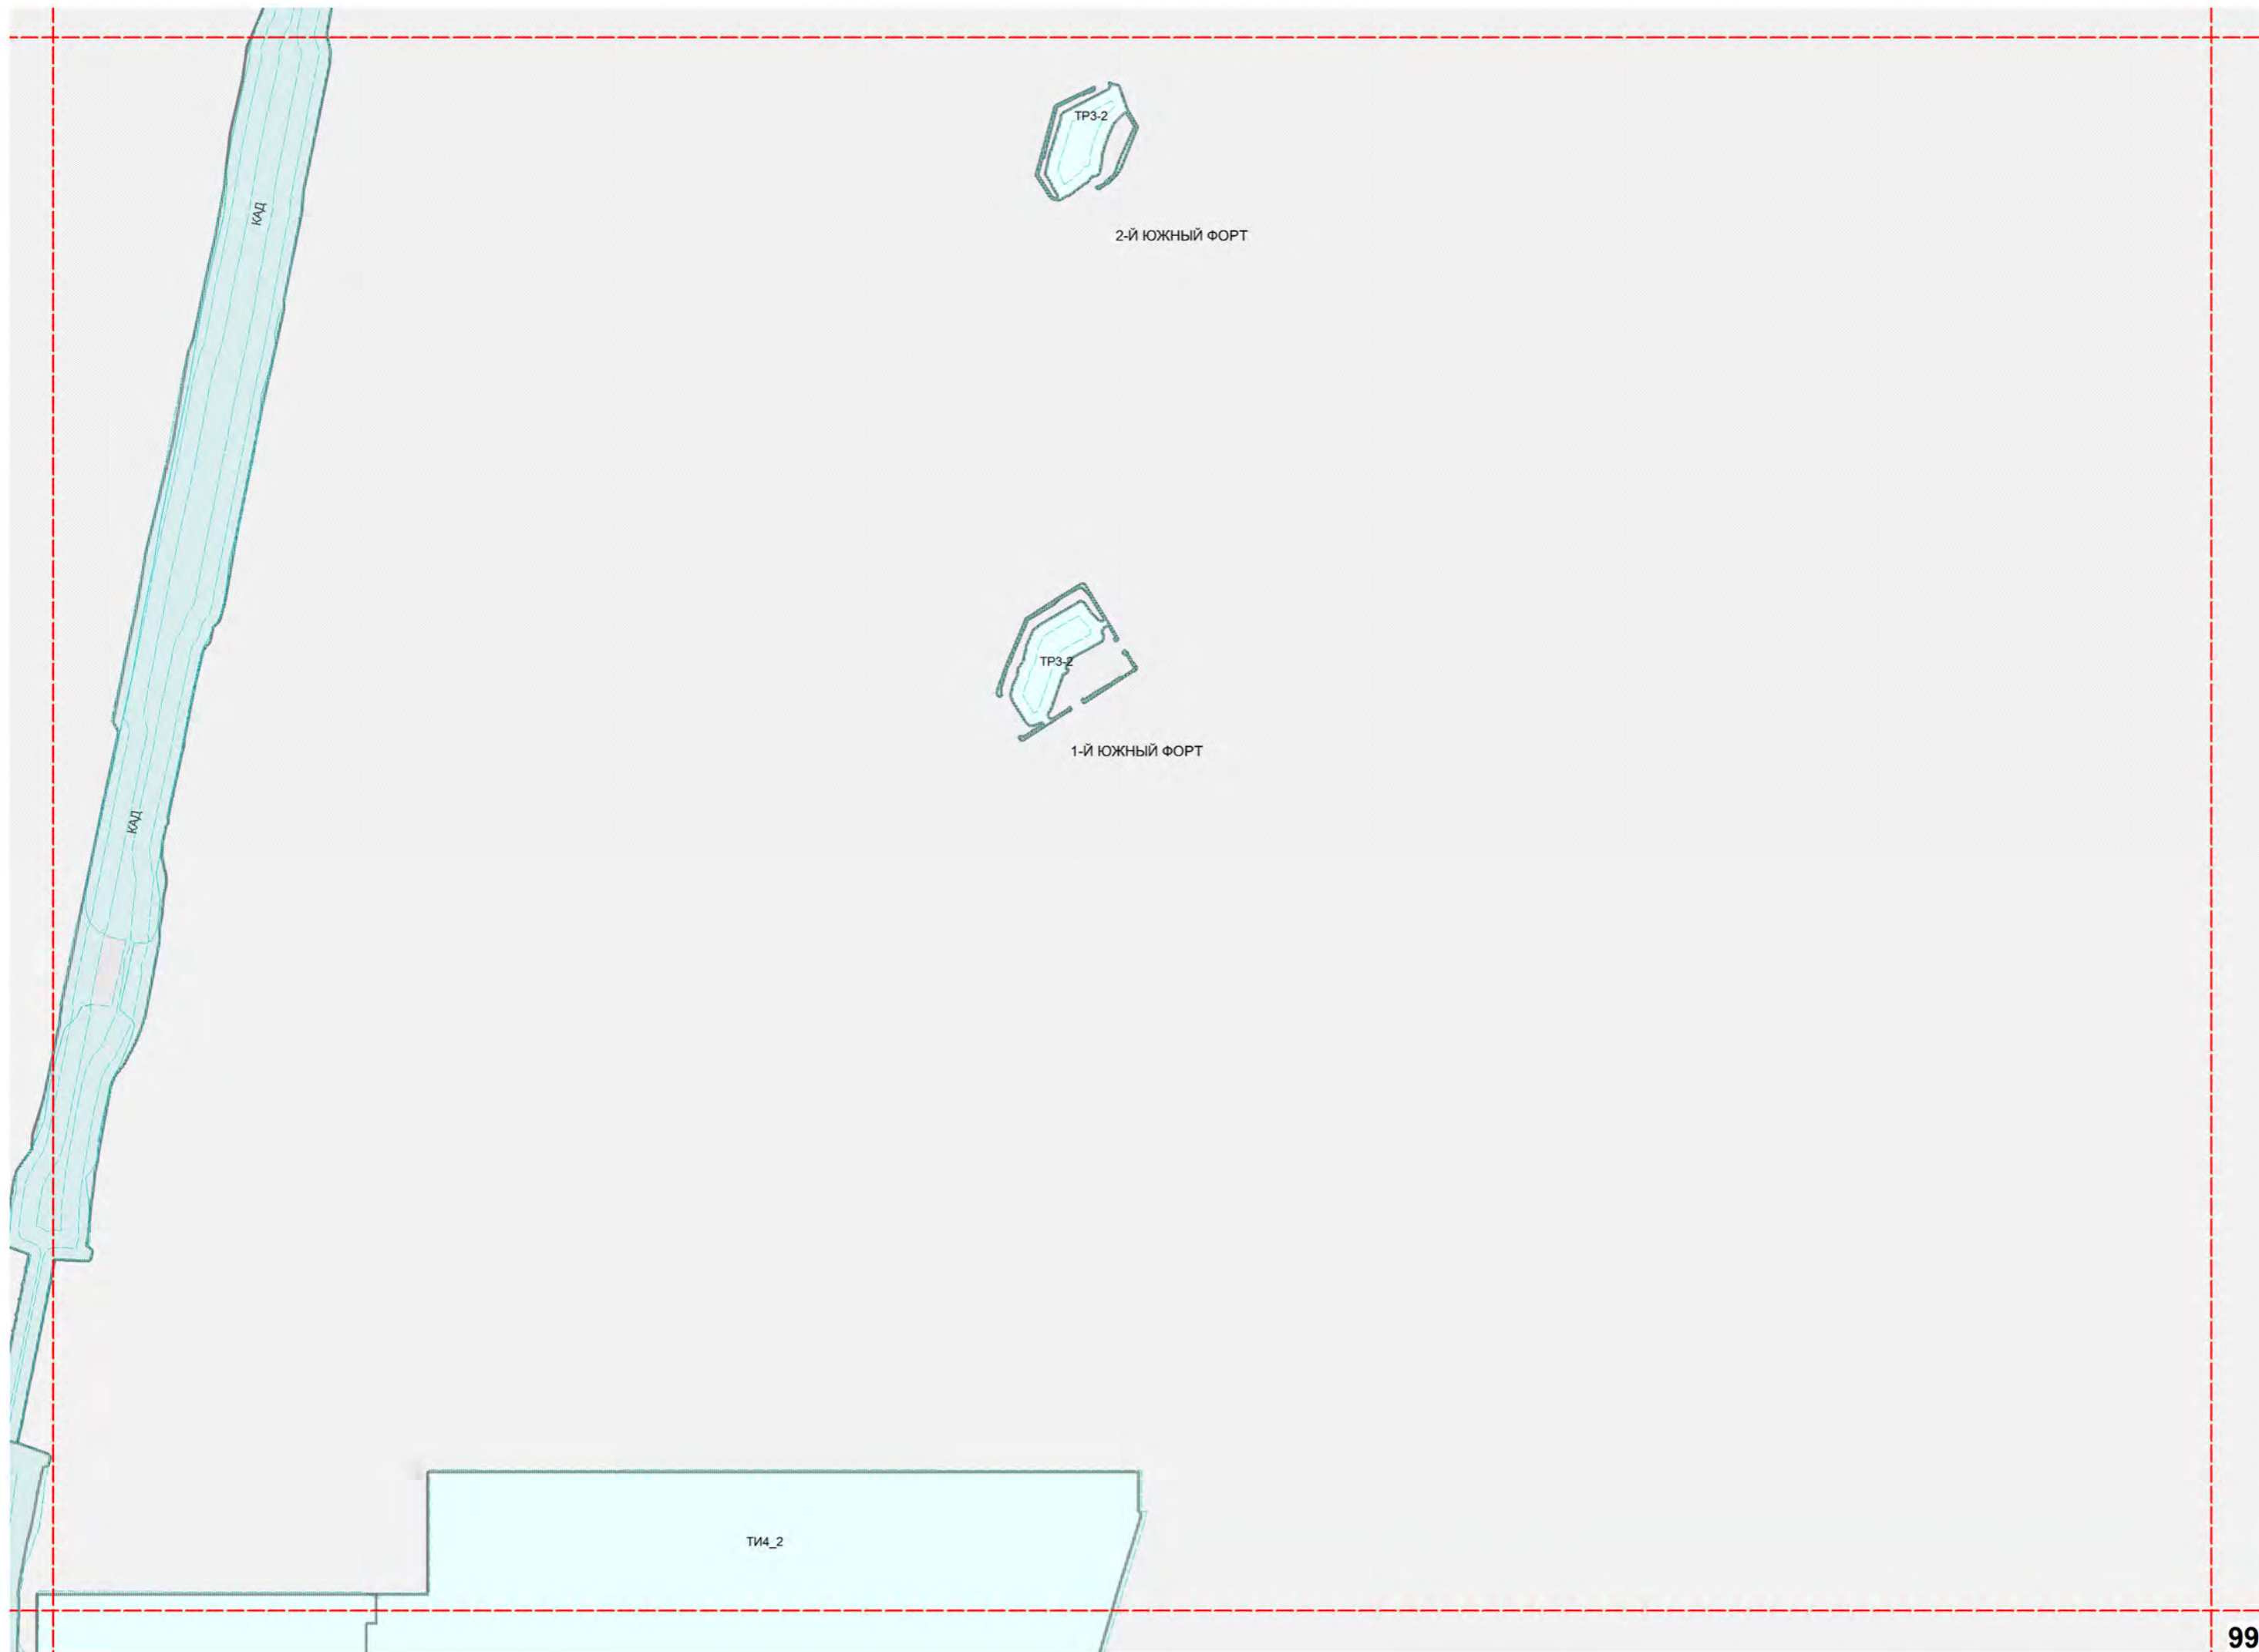 ТР3-2
КАД
2-Й ЮЖНЫЙ ФОРТ
ТР3-2
1-Й ЮЖНЫЙ ФОРТ
КАД
ТИ4_2
99